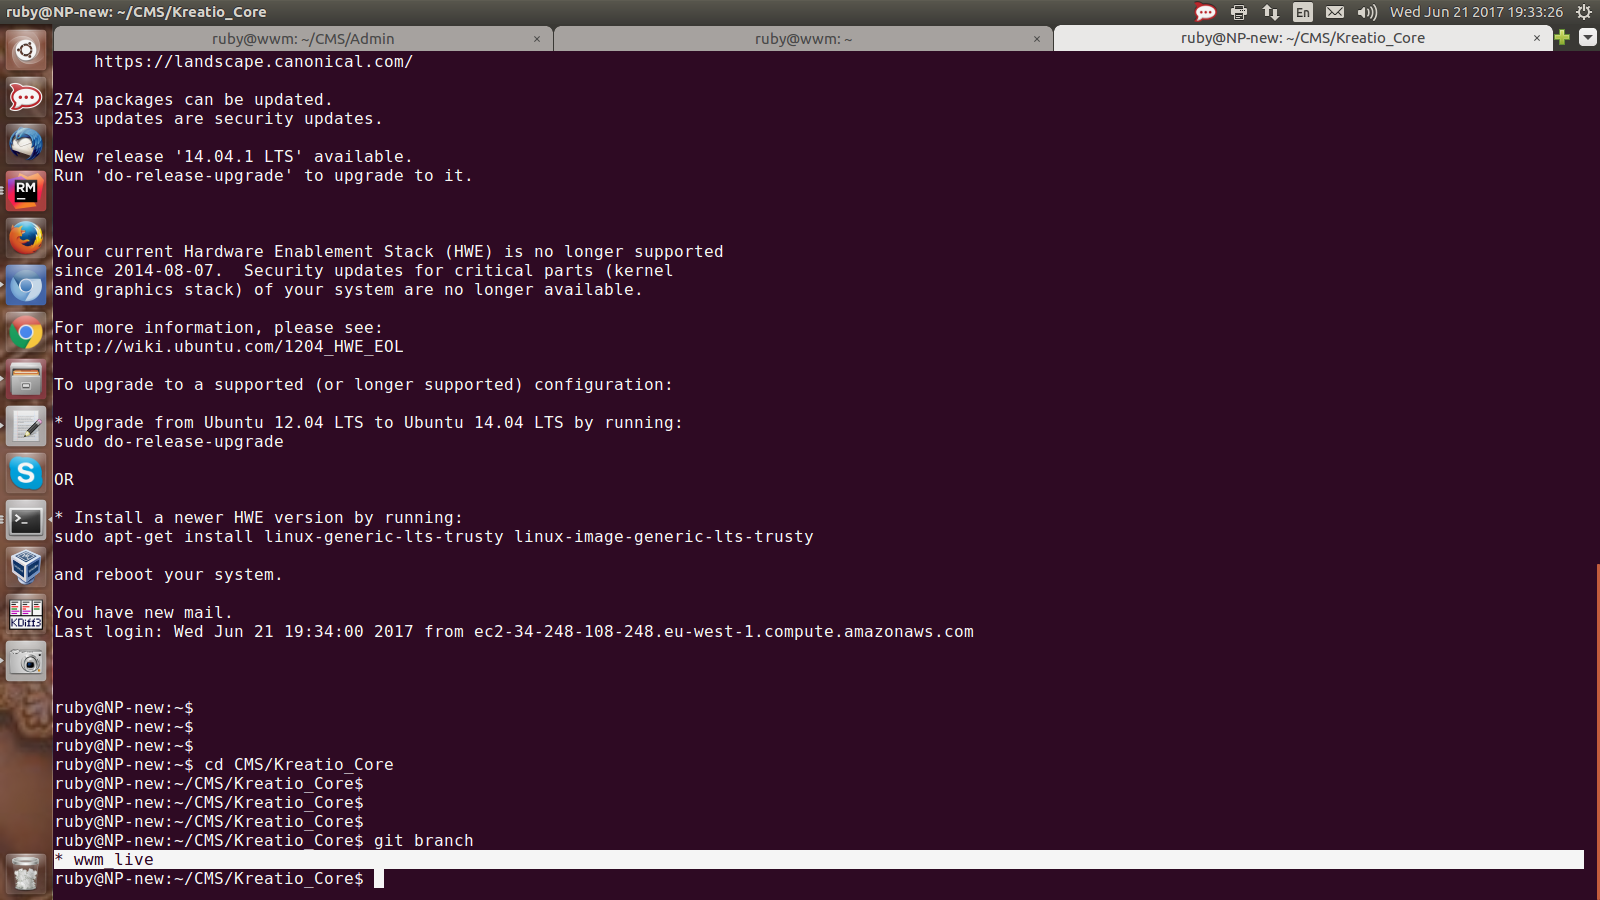 ruby@NP-new: ~/CMS/Kreatio_Core
En
Wed Jun 21 2017 19:33:26
ruby@wwm: ~/CMS/Admin
ruby@wwm: ~
ruby@NP-new: ~/CMS/Kreatio_Core
https://landscape.canonical.com/
274 packages can be updated.
253 updates are security updates.
New release '14.04.1 LTS' available.
Run 'do-release-upgrade' to upgrade to it.
Your current Hardware Enablement Stack (HWE) is no longer supported
since 2014-08-07.  Security updates for critical parts (kernel
and graphics stack) of your system are no longer available.
For more information, please see:
http://wiki.ubuntu.com/1204_HWE_EOL
To upgrade to a supported (or longer supported) configuration:
* Upgrade from Ubuntu 12.04 LTS to Ubuntu 14.04 LTS by running:
sudo do-release-upgrade
OR
* Install a newer HWE version by running:
sudo apt-get install linux-generic-lts-trusty linux-image-generic-lts-trusty
and reboot your system.
You have new mail.
Last login: Wed Jun 21 19:34:00 2017 from ec2-34-248-108-248.eu-west-1.compute.amazonaws.com
ruby@NP-new:~$
ruby@NP-new:~$
ruby@NP-new:~$
ruby@NP-new:~$ cd CMS/Kreatio_Core
ruby@NP-new:~/CMS/Kreatio_Core$
ruby@NP-new:~/CMS/Kreatio_Core$
ruby@NP-new:~/CMS/Kreatio_Core$
ruby@NP-new:~/CMS/Kreatio_Core$ git branch
* wwm_live
ruby@NP-new:~/CMS/Kreatio_Core$
RM
S
>_
KDiff3